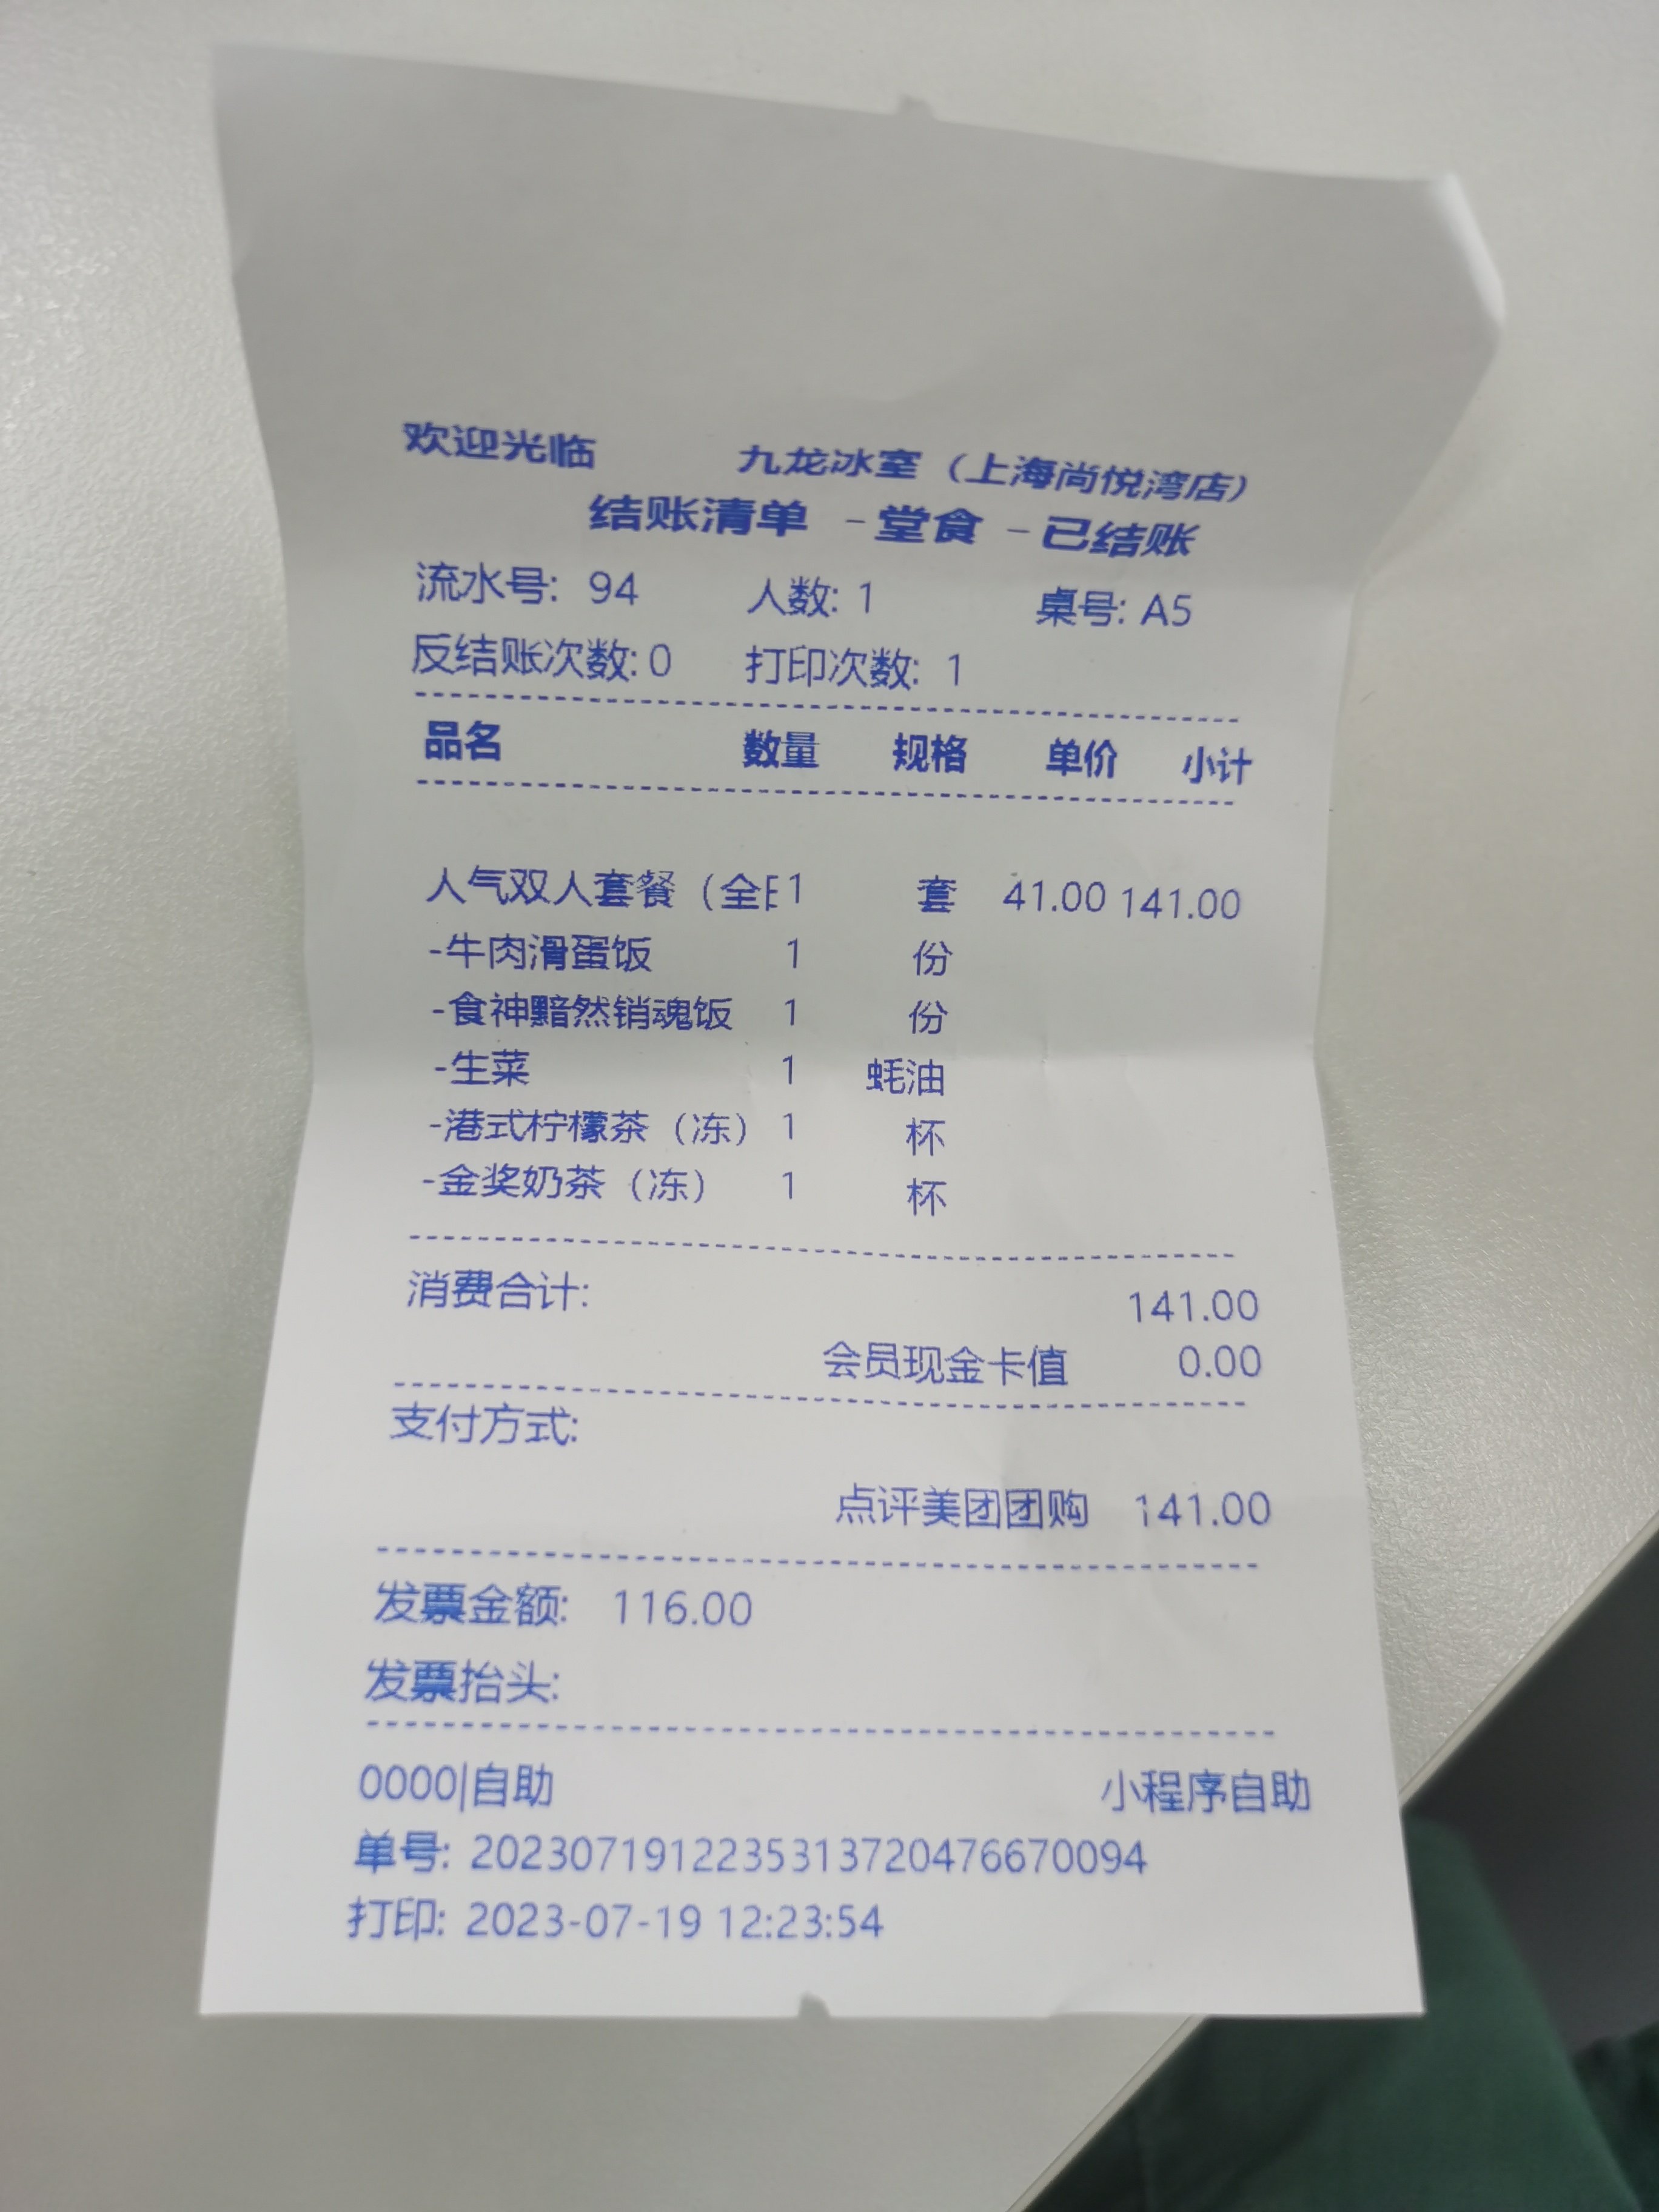 欢迎光临 九龙冰室（上海尚悦湾店）
结账清单 -堂食 -已结账
流水号: 94 人数: 1 桌号: A5
反结账次数:0 打印次数: 1
品名 数量 规格 单价 小计
人气双人套餐（全日1 套 41.00 141.00
-牛肉滑蛋饭 1 份
-食神黯然销魂饭 1 份
-生菜 1 蚝油
-港式柠檬茶（冻） 1 杯
-金奖奶茶（冻） 1 杯
消费合计: 141.00
会员现金卡值 0.00
支付方式:
点评美团团购 141.00
发票金额: 116.00
发票抬头:
0000|自助 小程序自助
单号: 2023071912235313720476670094
打印: 2023-07-19 12:23:54